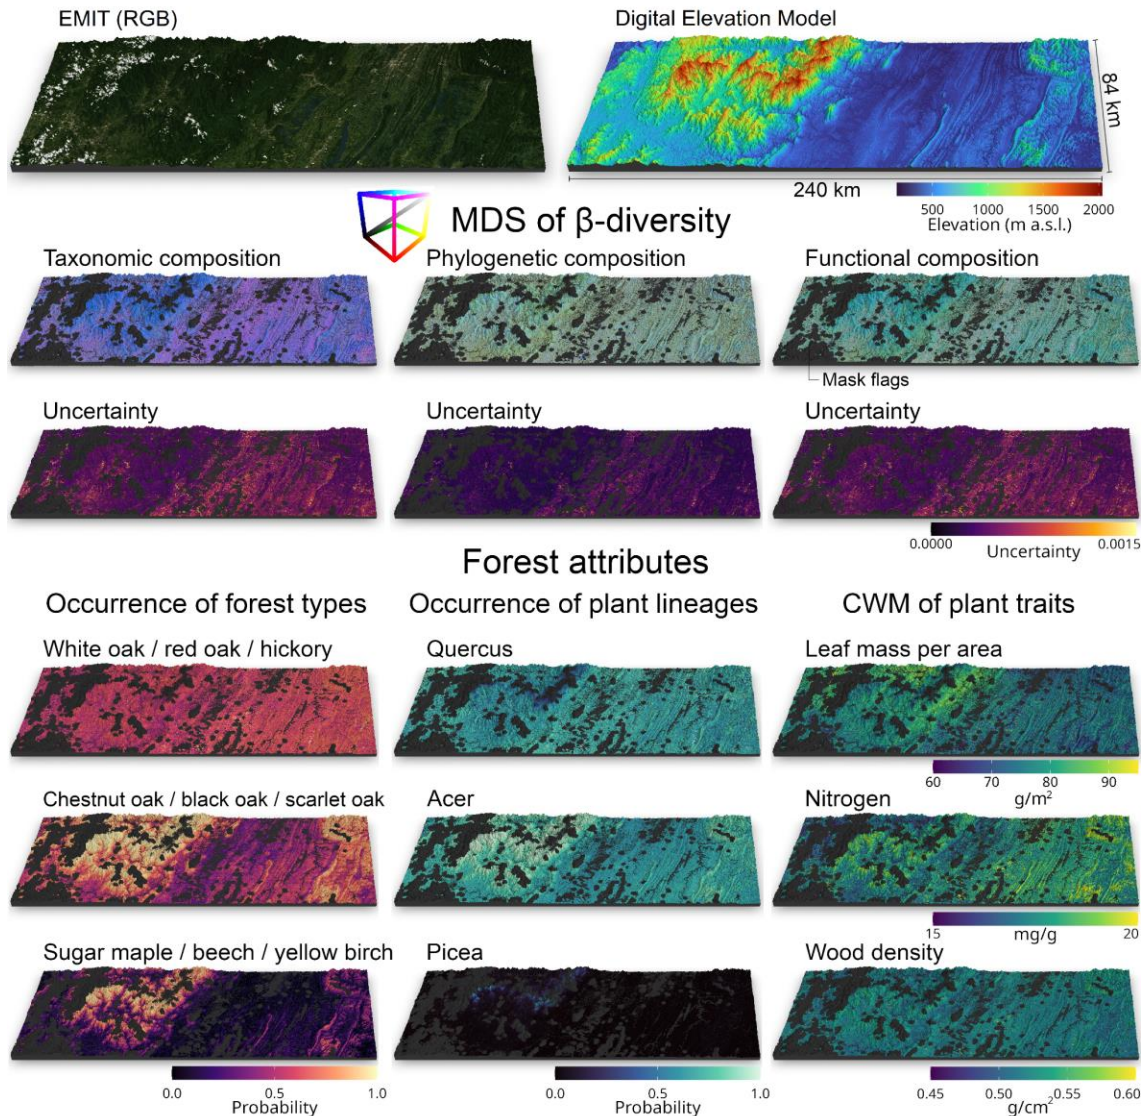 EMIT (RGB)
Digital Elevation Model
84 km
240 km
500 1000 1500 2000
Elevation (m a.s.l.)
MDS of β-diversity
Taxonomic composition
Phylogenetic composition
Functional composition
Mask flags
Uncertainty
Uncertainty
Uncertainty
0.0000 0.0015
Uncertainty
Forest attributes
Occurrence of forest types
Occurrence of plant lineages
CWM of plant traits
White oak / red oak / hickory
Quercus
Leaf mass per area
60 70 80 90
g/m²
Chestnut oak / black oak / scarlet oak
Acer
Nitrogen
15 20
mg/g
Sugar maple / beech / yellow birch
Picea
Wood density
0.0 0.5 1.0
Probability
0.0 0.5 1.0
Probability
0.45 0.50 0.55 0.60
g/cm²